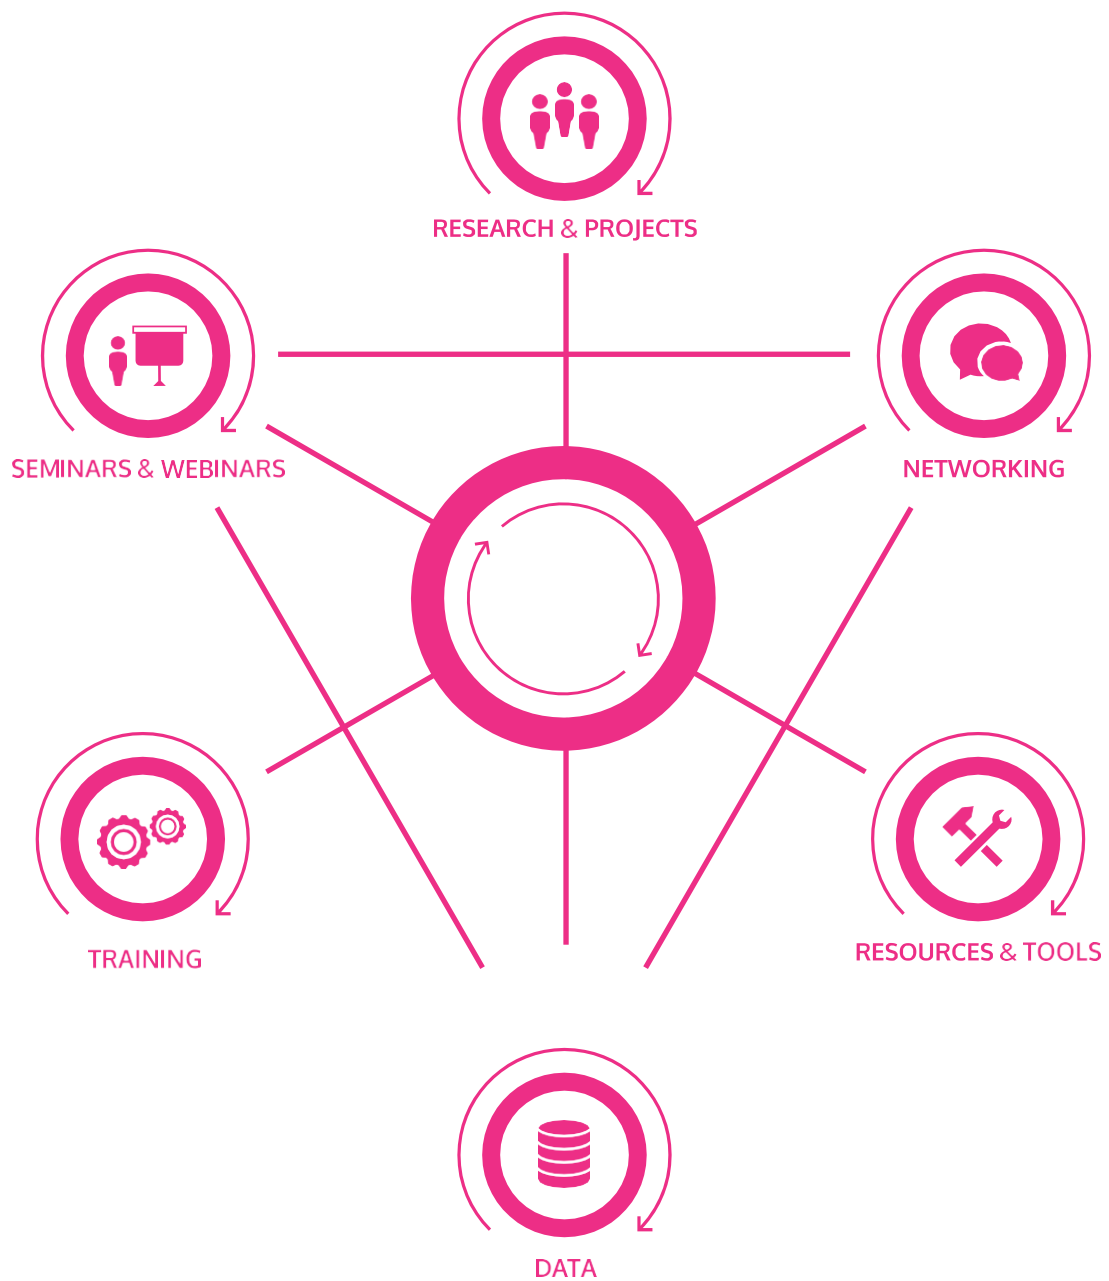 RESEARCH & PROJECTS
SEMINARS & WEBINARS
NETWORKING
TRAINING
RESOURCES & TOOLS
DATA